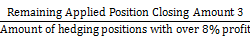 Remaining Applied Position Closing Amount 3
Amount of hedging positions with over 8% profit